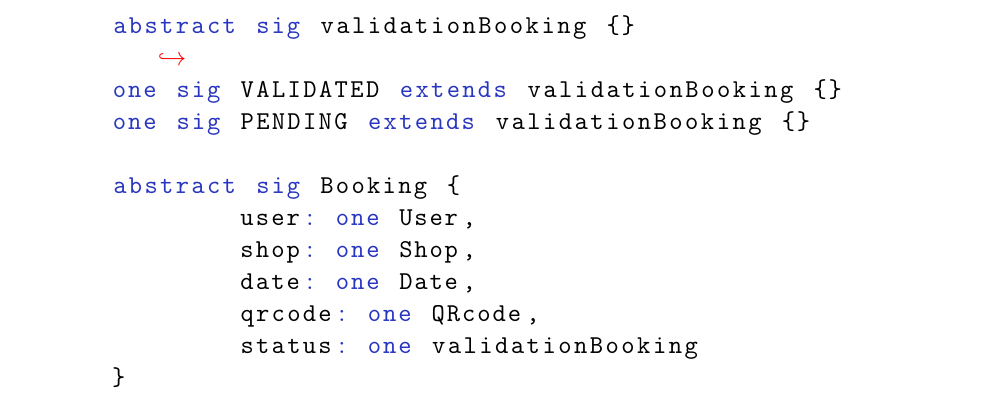 abstract sig validationBooking {}
↪
one sig VALIDATED extends validationBooking {}
one sig PENDING extends validationBooking {}

abstract sig Booking {
        user: one User,
        shop: one Shop,
        date: one Date,
        qrcode: one QRcode,
        status: one validationBooking
}